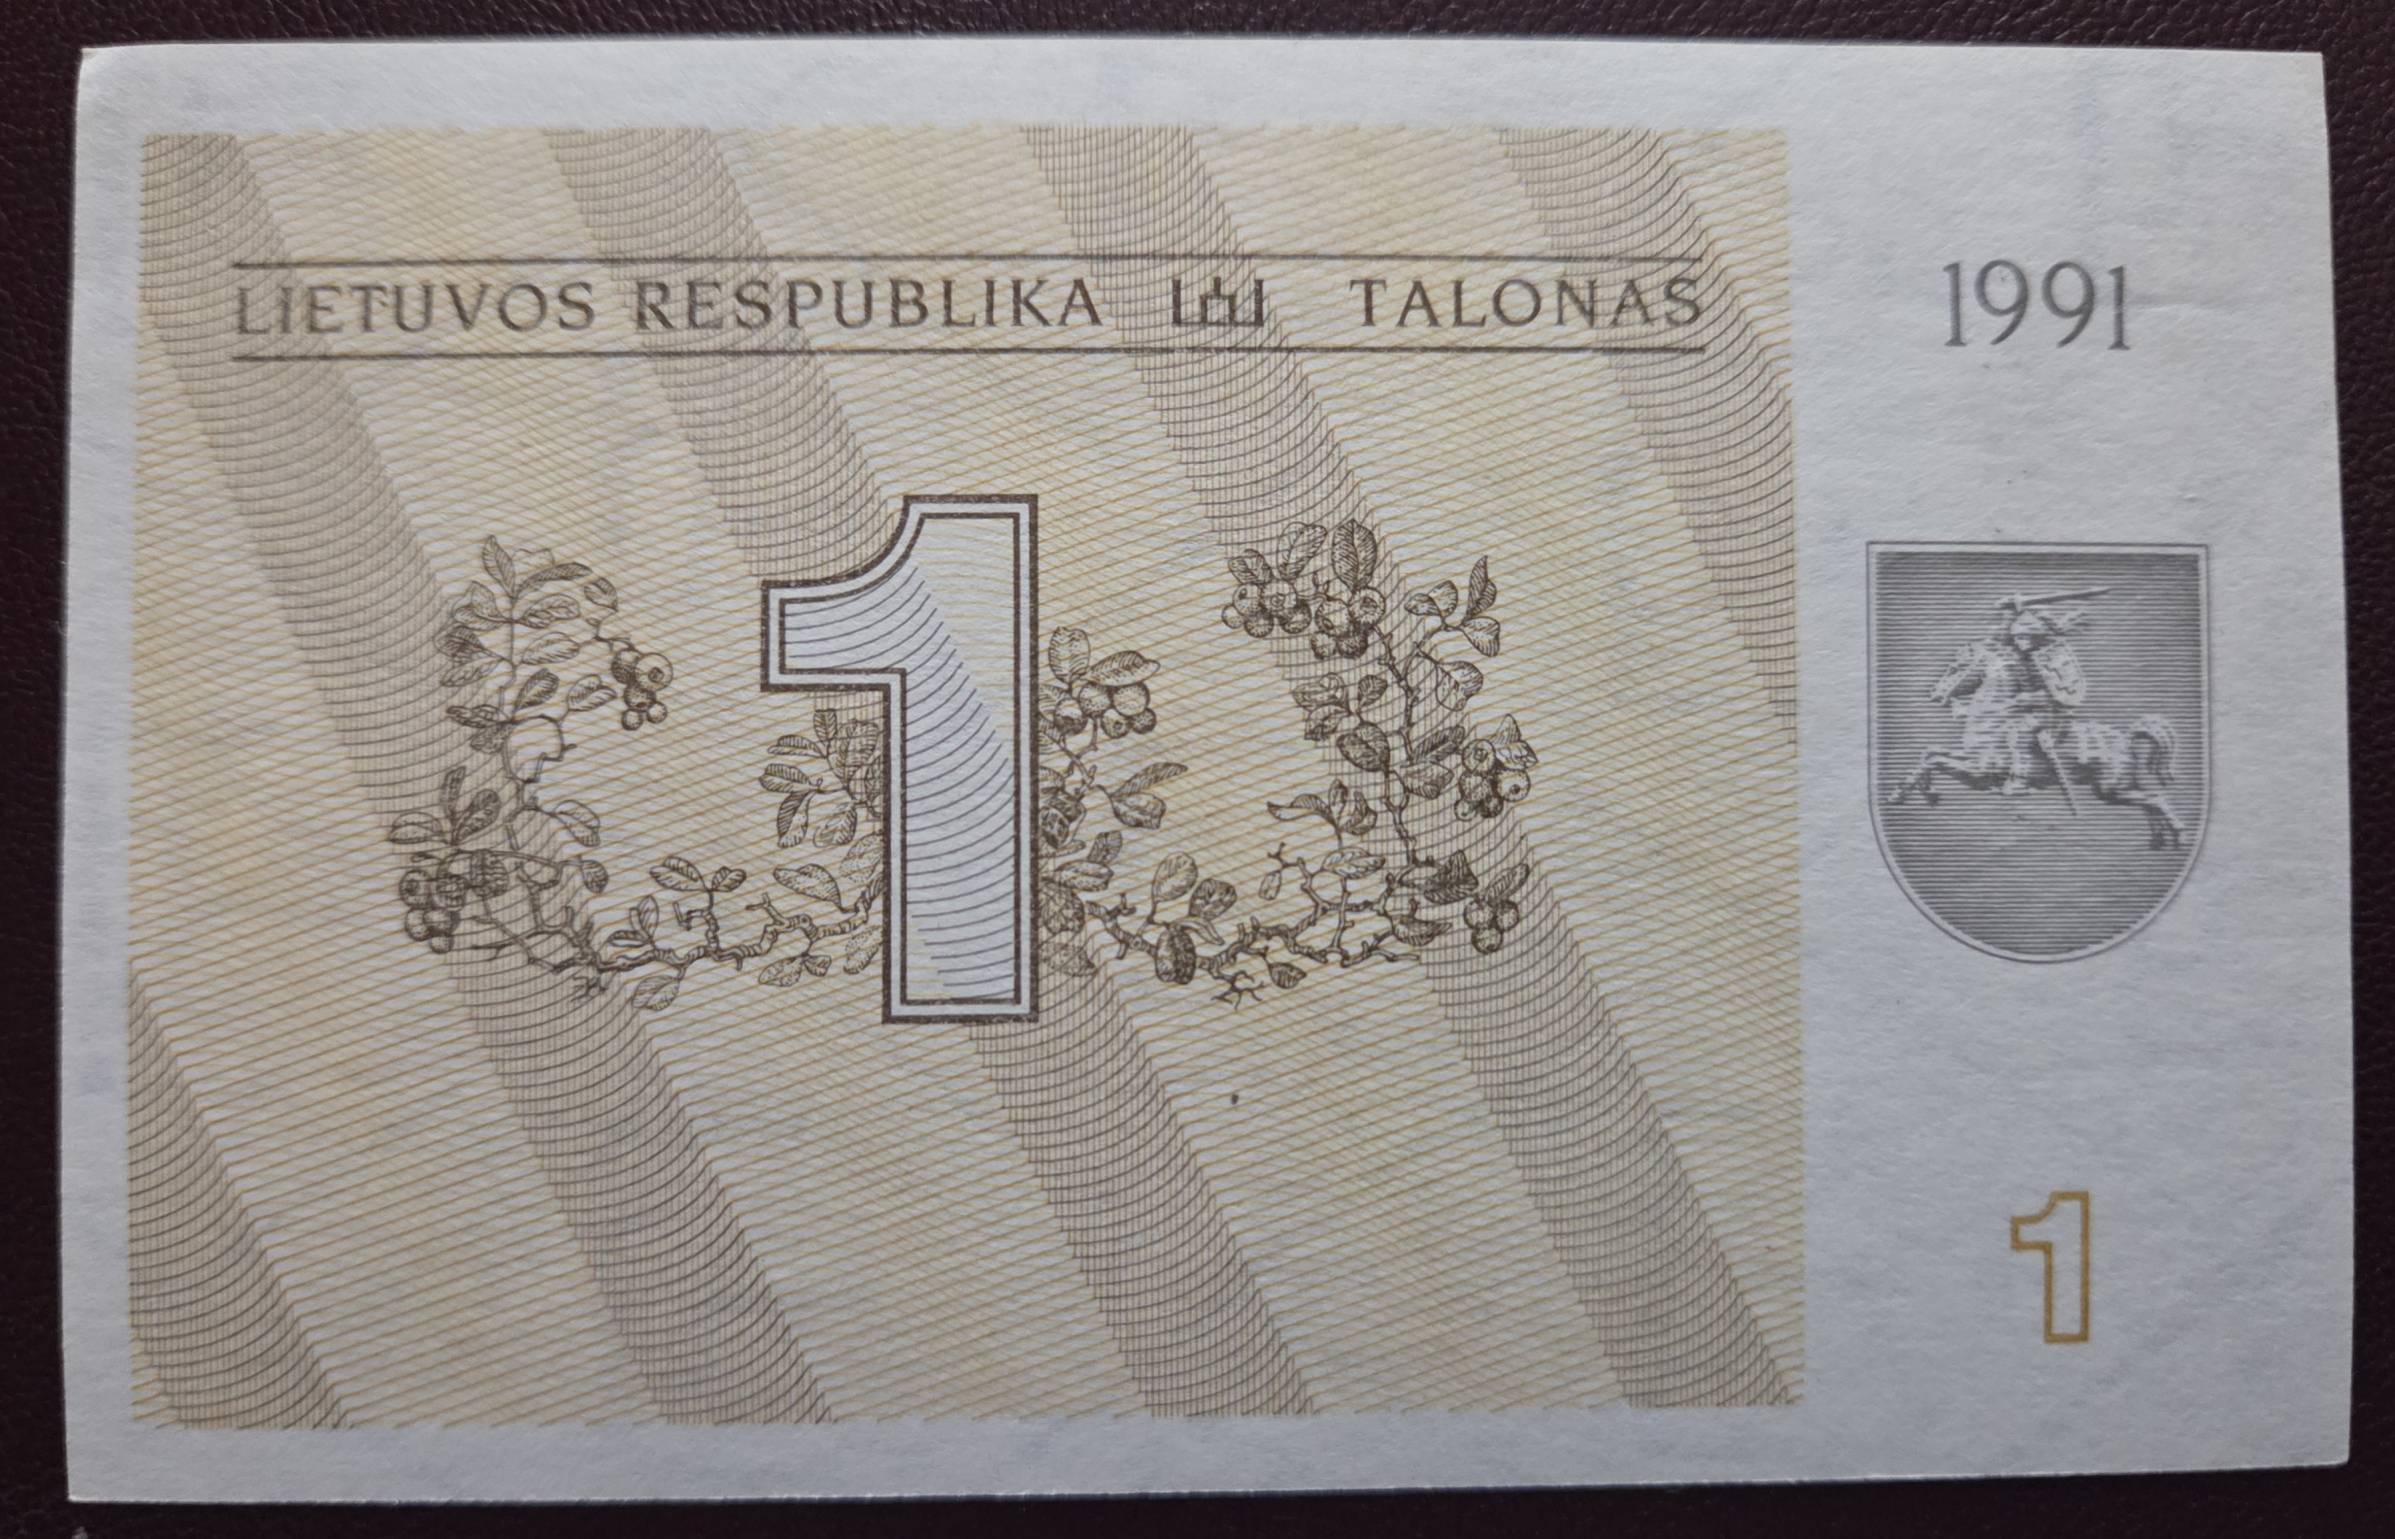 LIETUVOS RESPUBLIKA TALONAS
1991
1
1